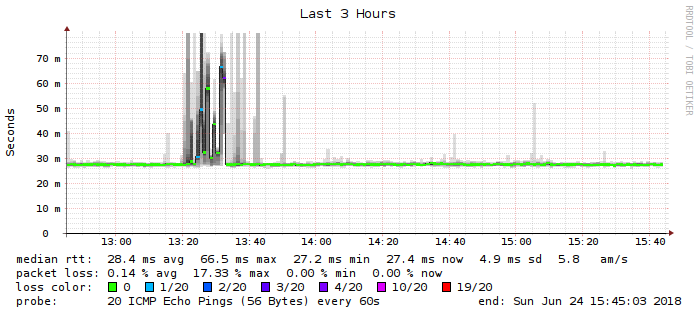 Last 3 Hours
RRDTOOL / TOBI OETIKER
Seconds
70 m
60 m
50 m
40 m
30 m
20 m
10 m
0
13:00 13:20 13:40 14:00 14:20 14:40 15:00 15:20 15:40
median rtt: 28.4 ms avg 66.5 ms max 27.2 ms min 27.4 ms now 4.9 ms sd 5.8 am/s
packet loss: 0.14 % avg 17.33 % max 0.00 % min 0.00 % now
loss color: 0 1/20 2/20 3/20 4/20 10/20 19/20
probe: 20 ICMP Echo Pings (56 Bytes) every 60s end: Sun Jun 24 15:45:03 2018